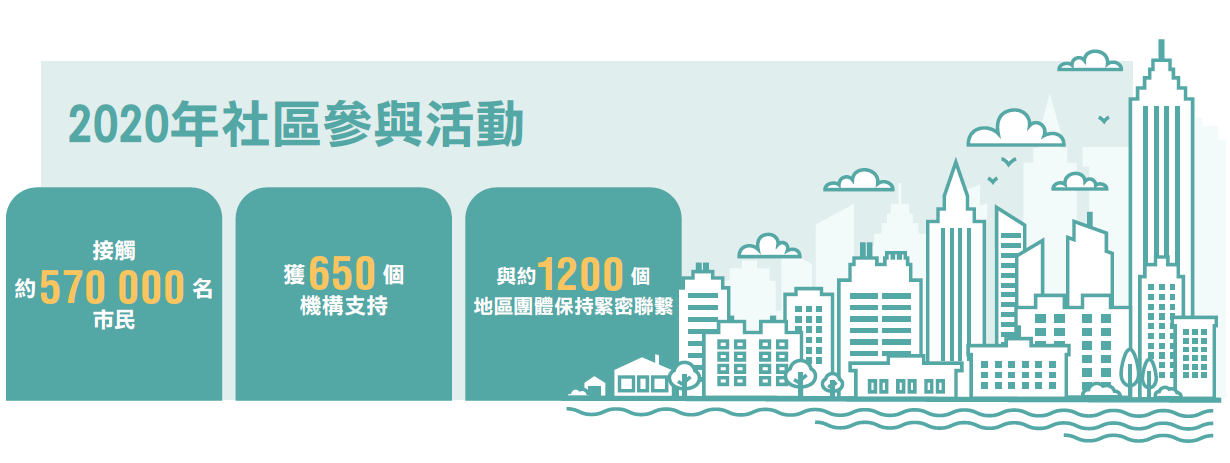 2020年社區參與活動
接觸
約570 000名
市民
獲650個
機構支持
與約1200個
地區團體保持緊密聯繫